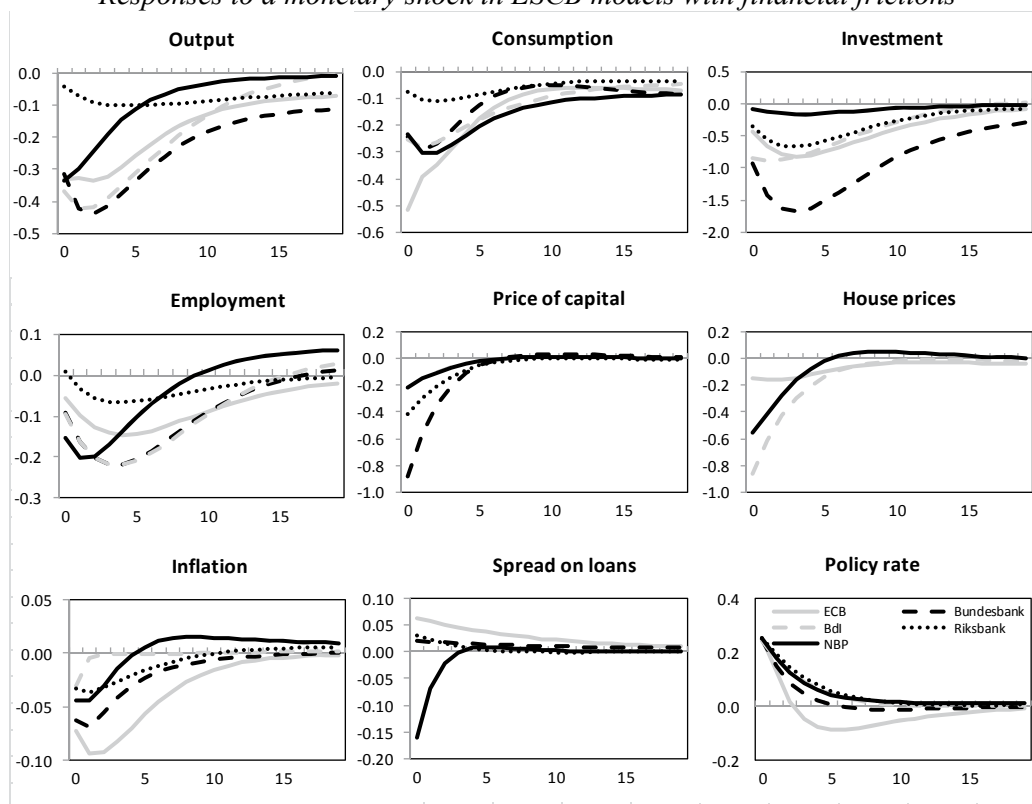 Responses to a monetary shock in ESCB models with financial frictions
Output
Consumption
Investment
0.0
-0.1
-0.2
-0.3
-0.4
-0.5
0 5 10 15
0.0
-0.1
-0.2
-0.3
-0.4
-0.5
-0.6
0 5 10 15
0.5
0.0
-0.5
-1.0
-1.5
-2.0
0 5 10 15
Employment
Price of capital
House prices
0.1
0.0
-0.1
-0.2
-0.3
0 5 10 15
0.2
0.0
-0.2
-0.4
-0.6
-0.8
-1.0
0 5 10 15
0.2
0.0
-0.2
-0.4
-0.6
-0.8
-1.0
0 5 10 15
Inflation
Spread on loans
Policy rate
0.05
0.00
-0.05
-0.10
0 5 10 15
0.10
0.05
0.00
-0.05
-0.10
-0.15
-0.20
0 5 10 15
0.4
0.2
0.0
-0.2
0 5 10 15
ECB
Bundesbank
BdI
Riksbank
NBP